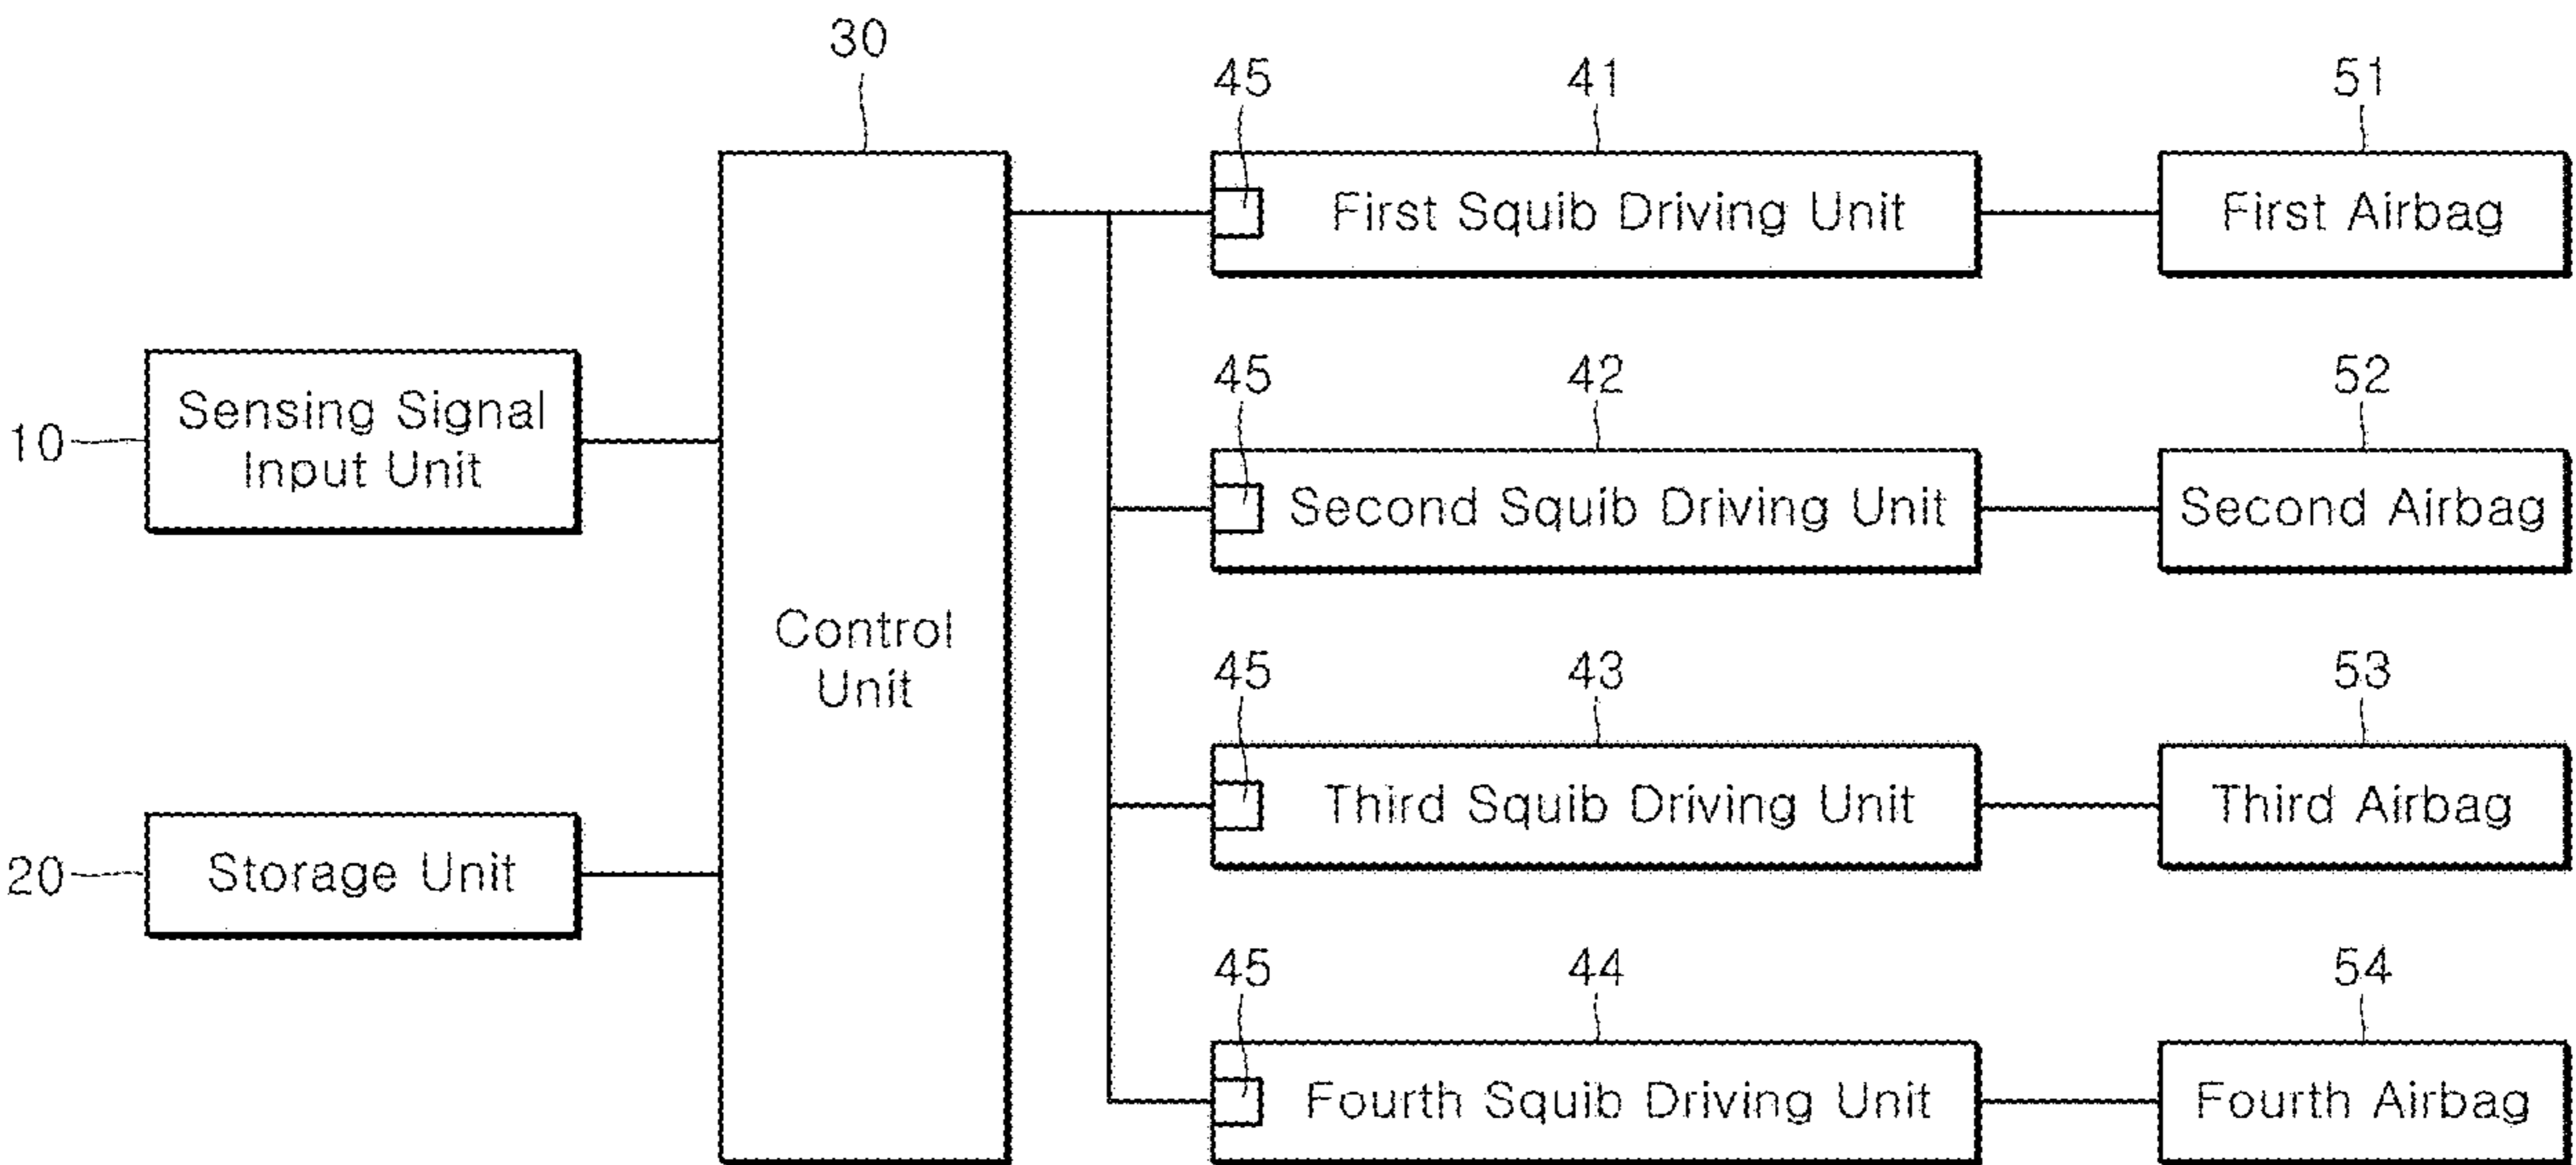 30
45
41
51
First Squib Driving Unit
First Airbag
45
42
52
10
Sensing Signal
Input Unit
Second Squib Driving Unit
Second Airbag
Control
Unit
45
43
53
Third Squib Driving Unit
Third Airbag
20
Storage Unit
45
44
54
Fourth Squib Driving Unit
Fourth Airbag